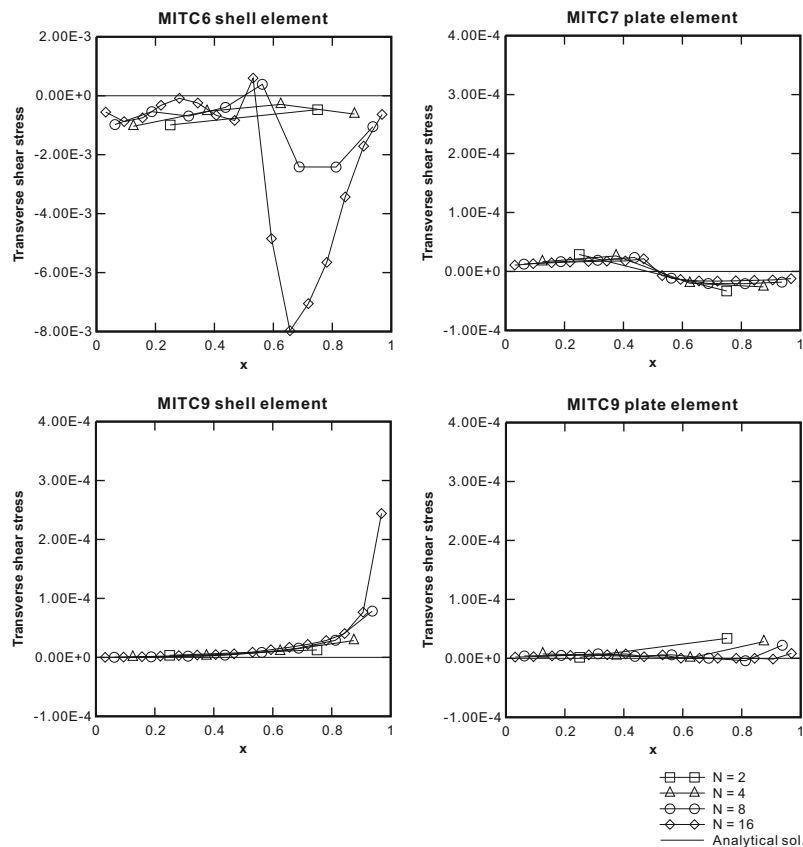 MITC6 shell element
2.00E-3
0.00E+0
-2.00E-3
-4.00E-3
-6.00E-3
-8.00E-3
Transverse shear stress
0 0.2 0.4 0.6 0.8 1
x
MITC7 plate element
4.00E-4
3.00E-4
2.00E-4
1.00E-4
0.00E+0
-1.00E-4
Transverse shear stress
0 0.2 0.4 0.6 0.8 1
x
MITC9 shell element
4.00E-4
3.00E-4
2.00E-4
1.00E-4
0.00E+0
-1.00E-4
Transverse shear stress
0 0.2 0.4 0.6 0.8 1
x
MITC9 plate element
4.00E-4
3.00E-4
2.00E-4
1.00E-4
0.00E+0
-1.00E-4
Transverse shear stress
0 0.2 0.4 0.6 0.8 1
x
N = 2
N = 4
N = 8
N = 16
Analytical sol.